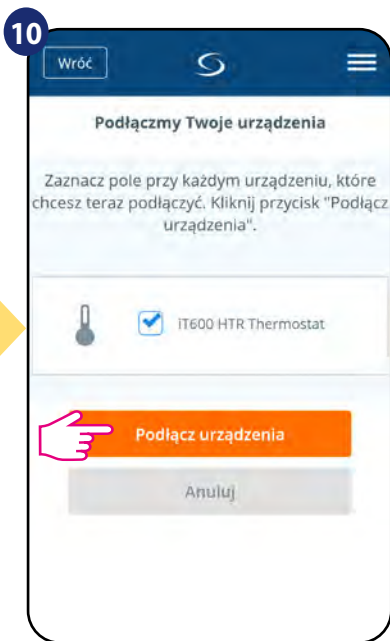 10
Wróć
Podłączmy Twoje urządzenia
Zaznacz pole przy każdym urządzeniu, które
chcesz teraz podłączyć. Kliknij przycisk "Podłącz
urządzenia".
iT600 HTR Thermostat
Podłącz urządzenia
Anuluj